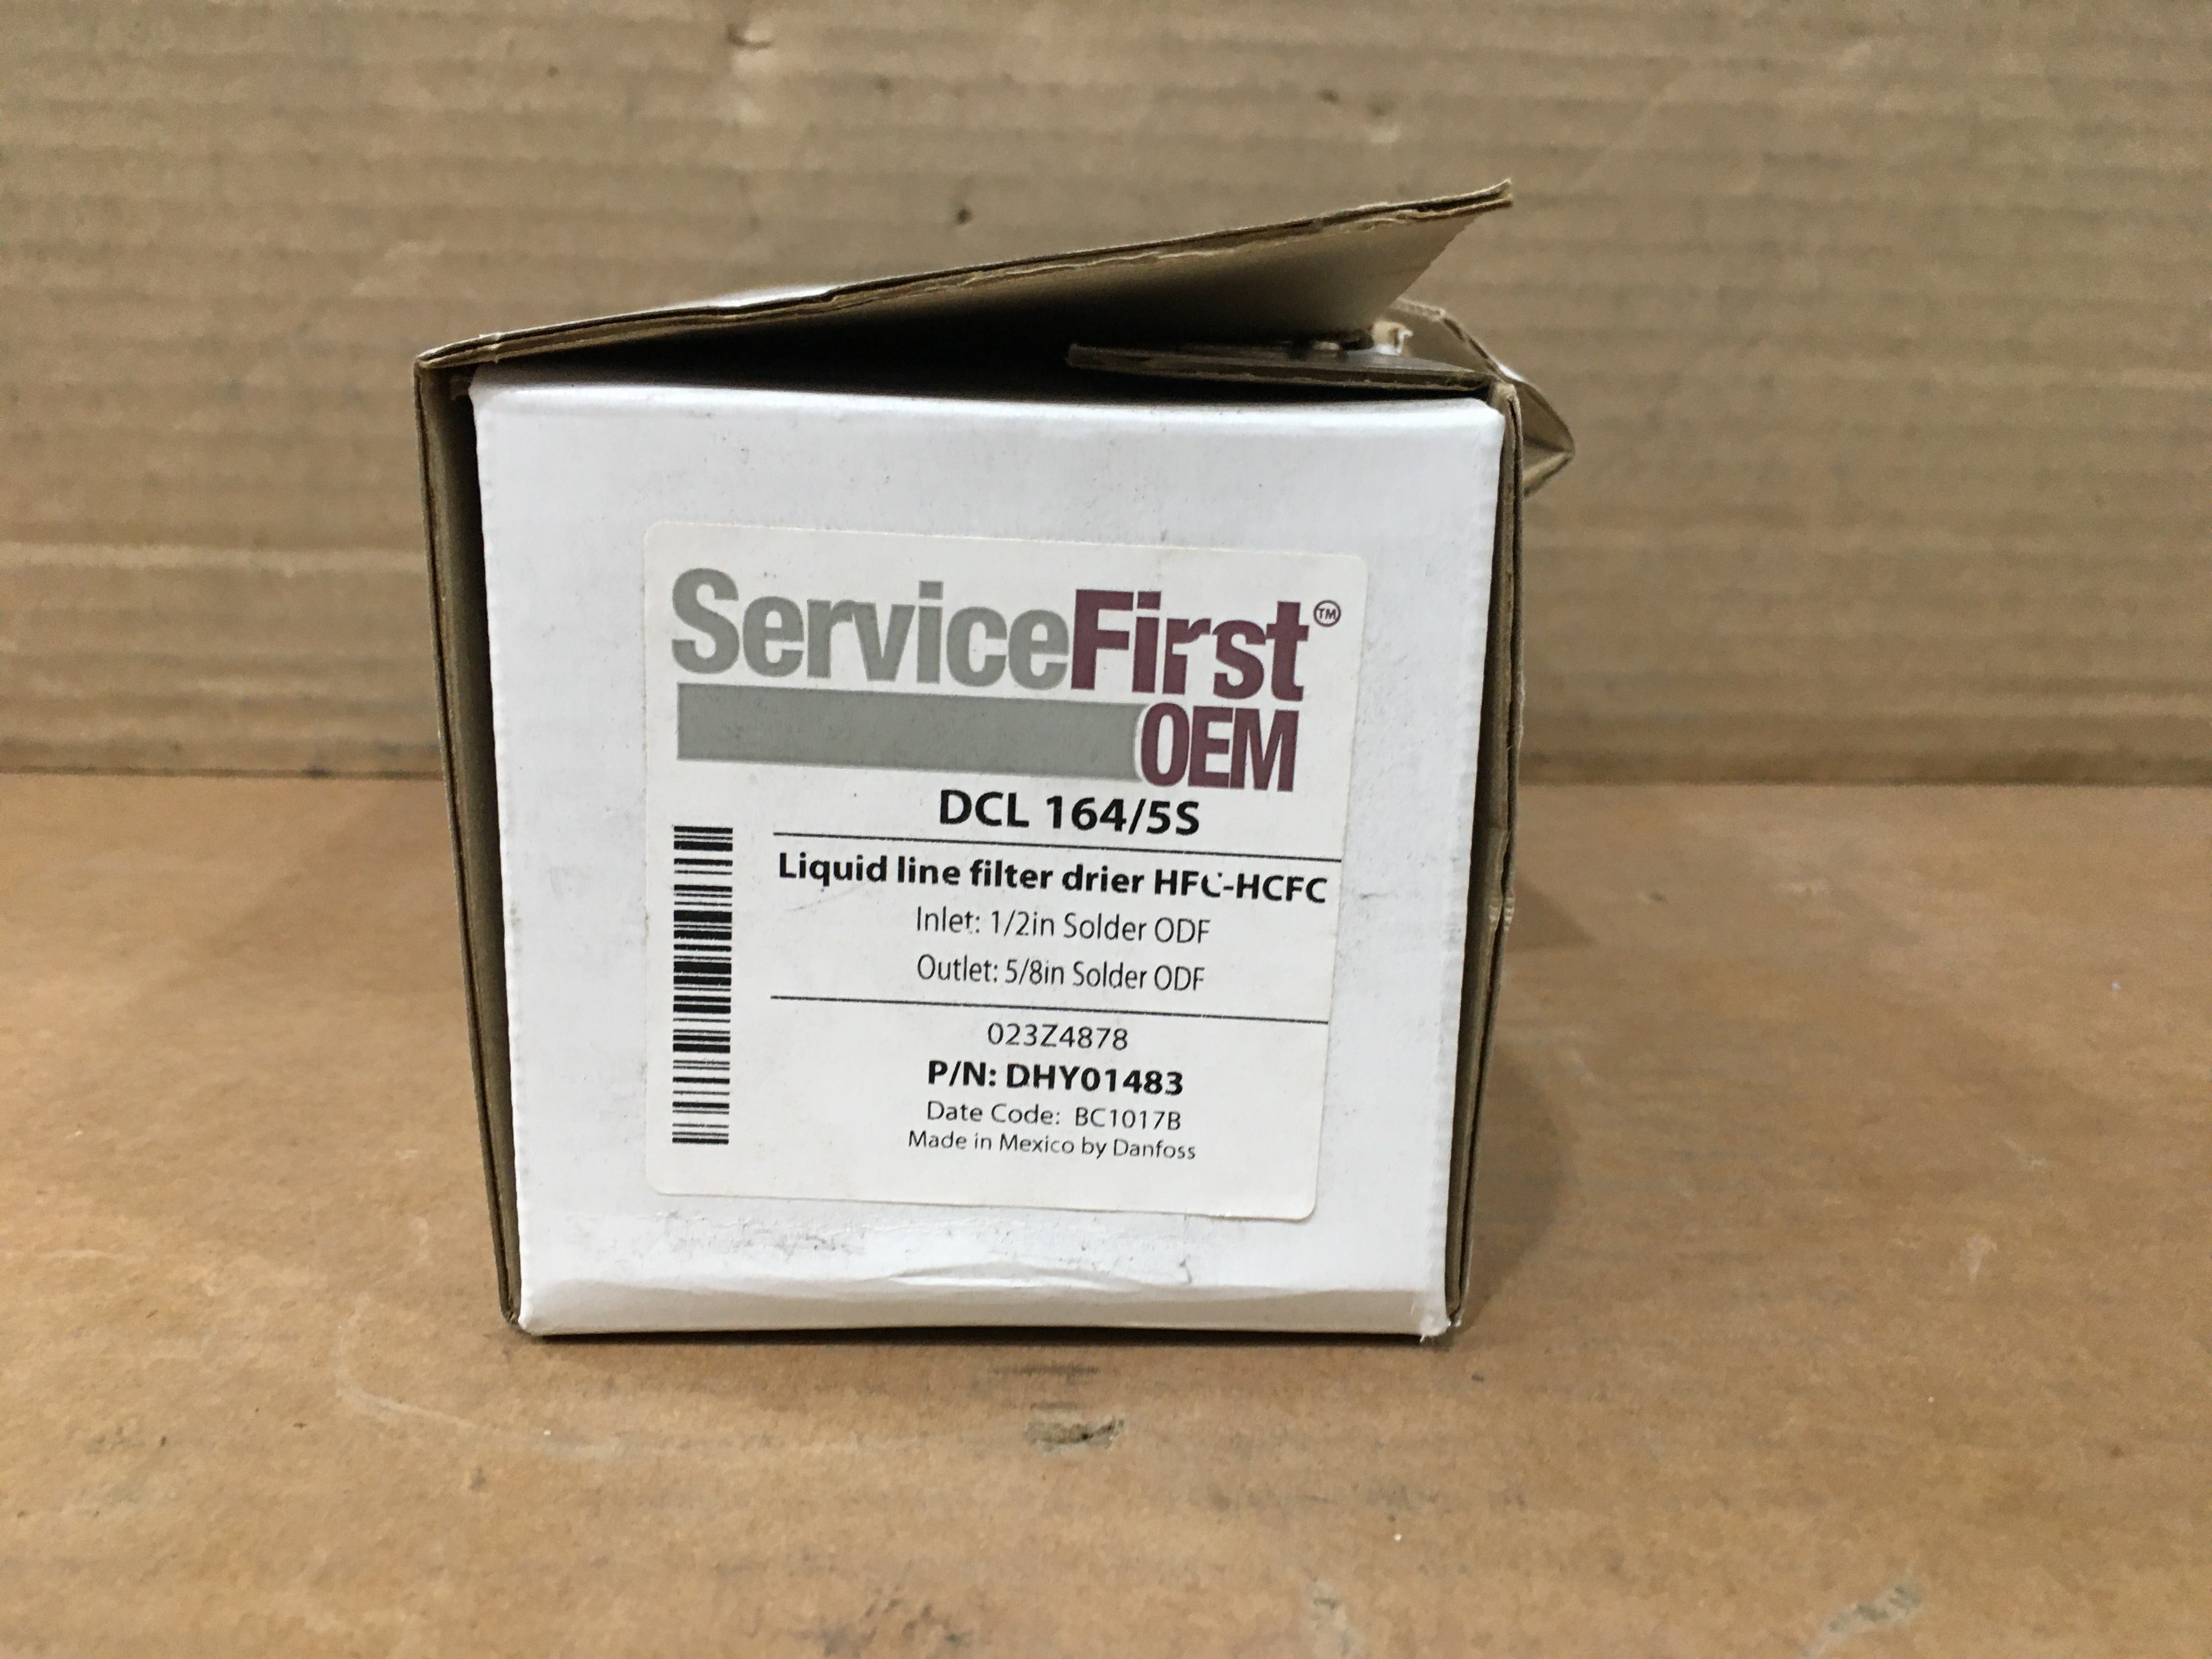 ServiceFirst™
OEM
DCL 164/5S
Liquid line filter drier HFC-HCFC
Inlet: 1/2in Solder ODF
Outlet: 5/8in Solder ODF
023Z4878
P/N: DHY01483
Date Code: BC1017B
Made in Mexico by Danfoss